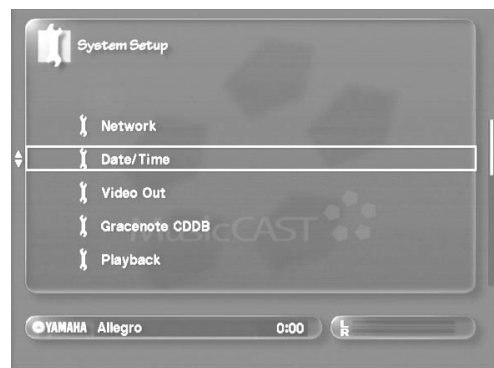 System Setup
Network
Date/Time
Video Out
Gracenote CDDB
MusicCAST
Playback
YAMAHA Allegro 0:00 L
R